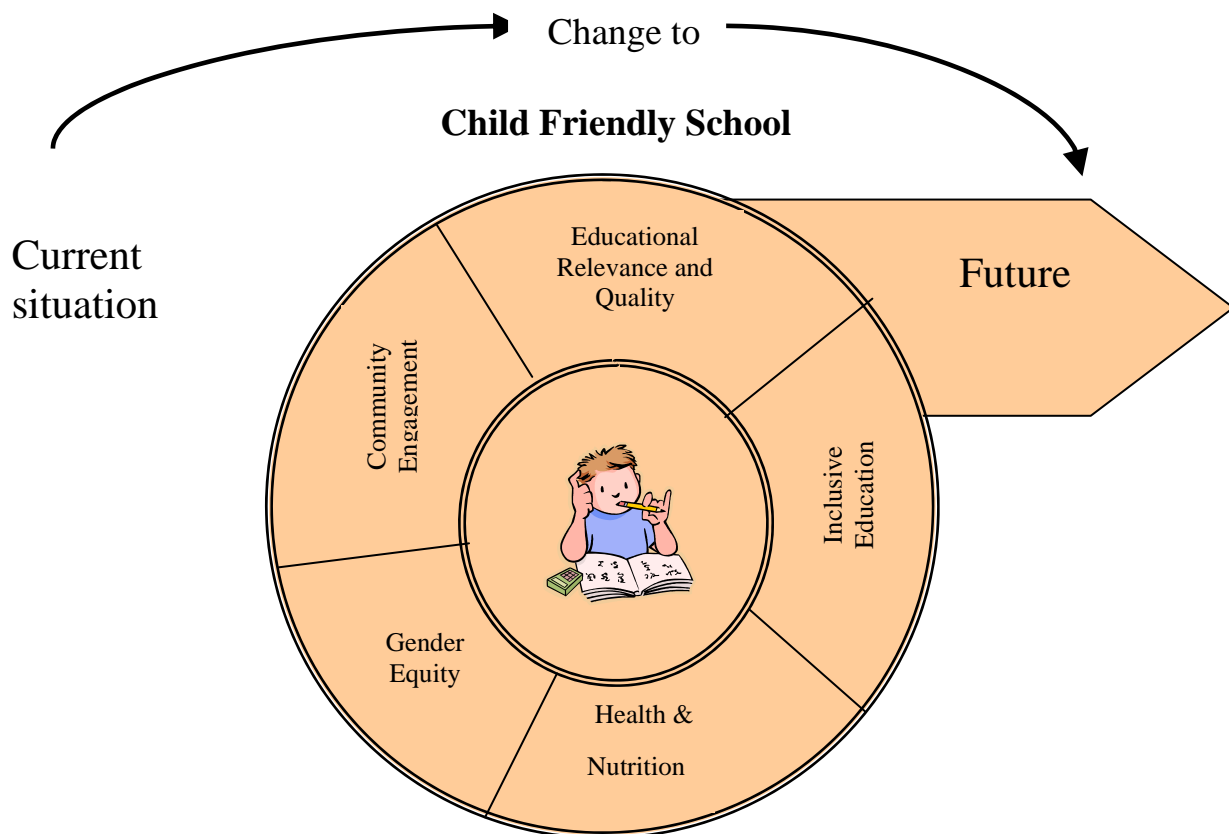 Change to
Child Friendly School
Current
situation
Educational
Relevance and
Quality
Future
Community
Engagement
Inclusive
Education
Gender
Equity
Health &
Nutrition